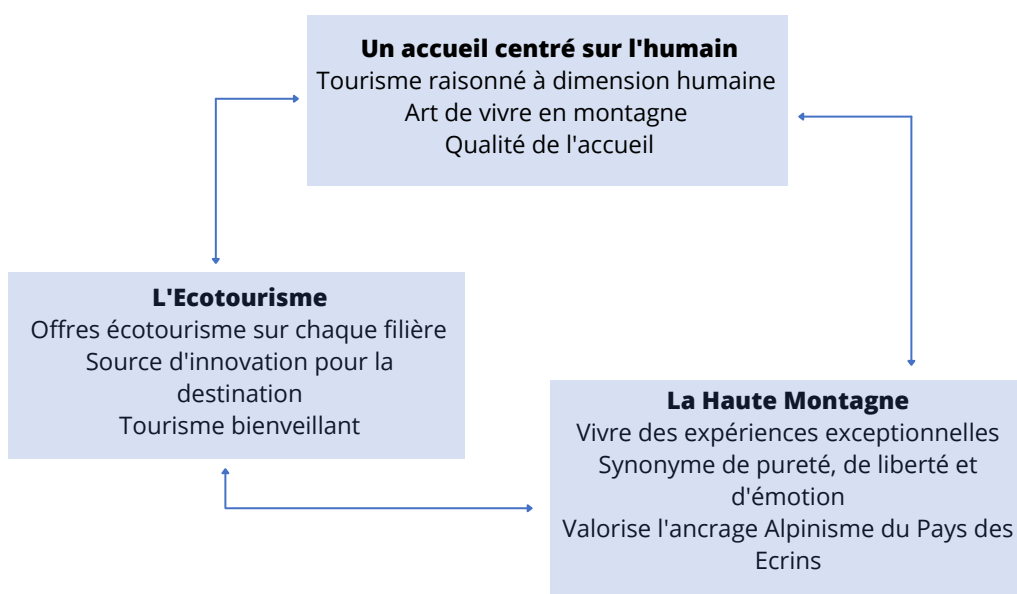 Un accueil centré sur l'humain
Tourisme raisonné à dimension humaine
Art de vivre en montagne
Qualité de l'accueil
L'Ecotourisme
Offres écotourisme sur chaque filière
Source d'innovation pour la
destination
Tourisme bienveillant
La Haute Montagne
Vivre des expériences exceptionnelles
Synonyme de pureté, de liberté et
d'émotion
Valorise l'ancrage Alpinisme du Pays des
Ecrins